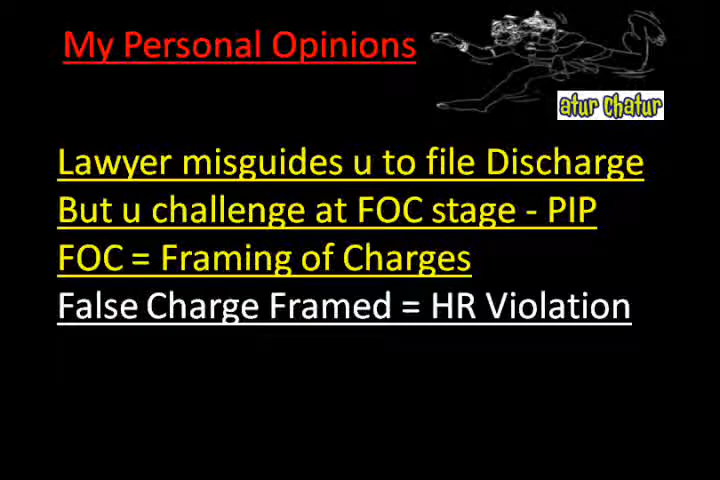 My Personal Opinions
atur chatur
Lawyer misguides u to file Discharge
But u challenge at FOC stage - PIP
FOC = Framing of Charges
False Charge Framed = HR Violation